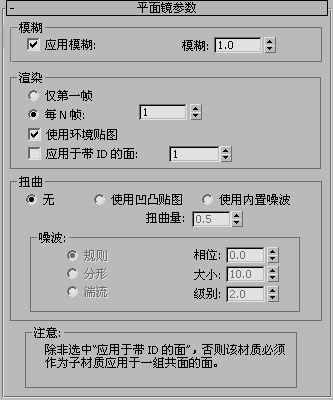 - 平面镜参数
模糊
应用模糊: 模糊: 1.0
渲染
仅第一帧
每 N 帧: 1
使用环境贴图
应用于带 ID 的面: 1
扭曲
无 使用凹凸贴图 使用内置噪波
扭曲量: 0.5
噪波:
规则 相位: 0.0
分形 大小: 10.0
湍流 级别: 2.0
注意:
除非选中“应用于带 ID 的面”，否则该材质必须
作为子材质应用于一组共面的面。